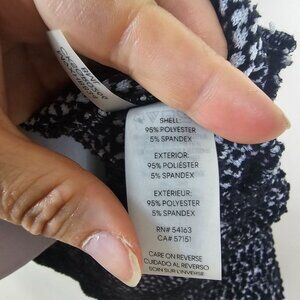 SHELL:
95% POLYESTER
5% SPANDEX
EXTERIOR:
95% POLIÉSTER
5% SPANDEX
EXTÉRIEUR:
95% POLYESTER
5% SPANDEX
RN# 54163
CA# 57151
CARE ON REVERSE
CUIDADO AL REVERSO
SOIN SUR L'INVERSE